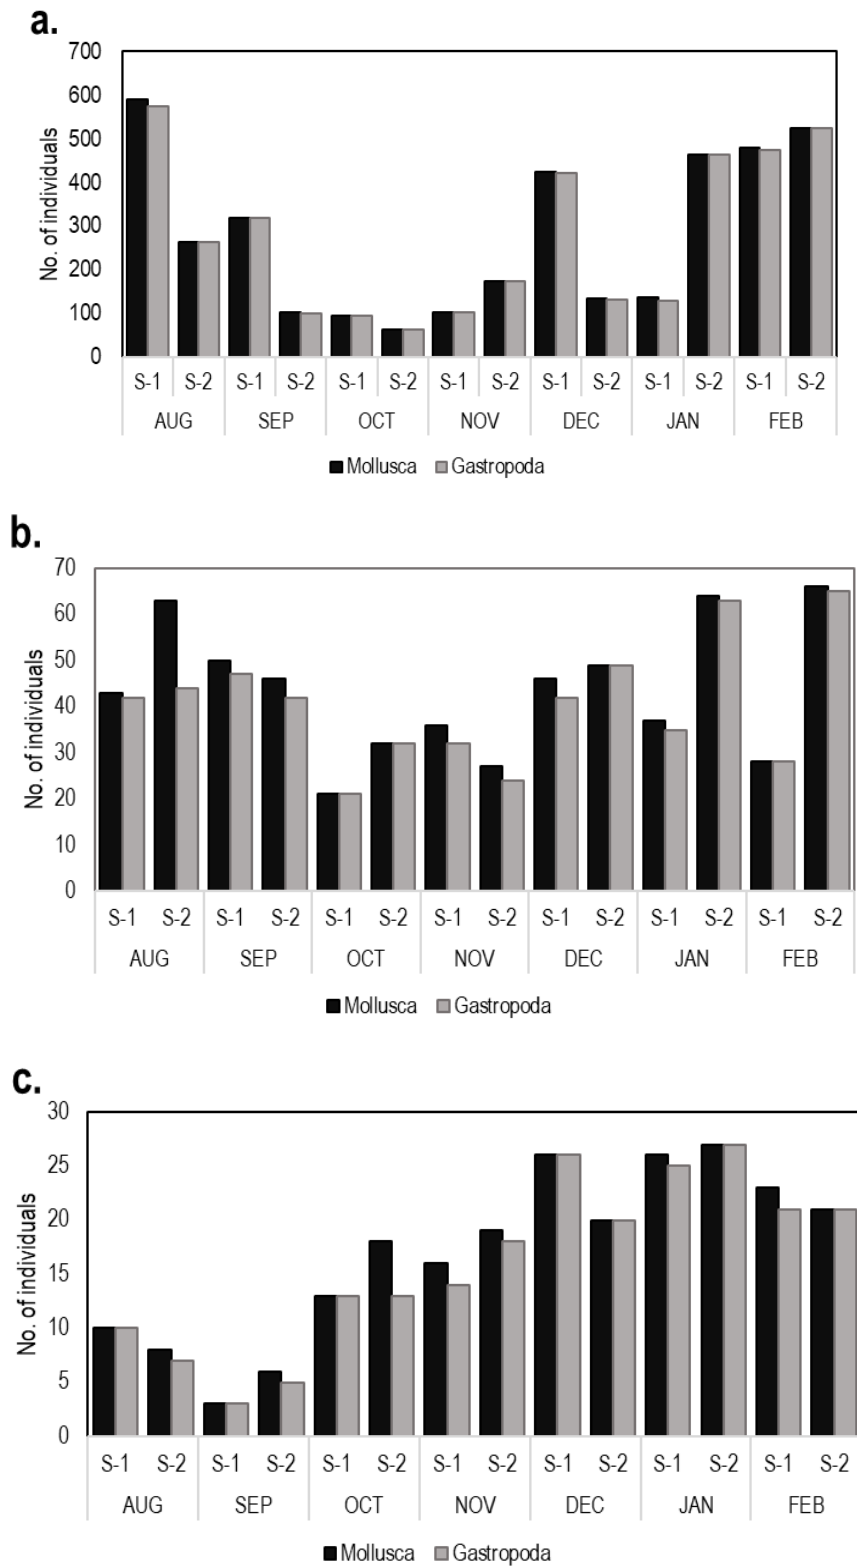 a.
700
600
500
400
300
200
100
0
No. of individuals
S-1 S-2 S-1 S-2 S-1 S-2 S-1 S-2 S-1 S-2 S-1 S-2 S-1 S-2
AUG SEP OCT NOV DEC JAN FEB
Mollusca Gastropoda
b.
70
60
50
40
30
20
10
0
No. of individuals
S-1 S-2 S-1 S-2 S-1 S-2 S-1 S-2 S-1 S-2 S-1 S-2 S-1 S-2
AUG SEP OCT NOV DEC JAN FEB
Mollusca Gastropoda
c.
30
25
20
15
10
5
0
No. of individuals
S-1 S-2 S-1 S-2 S-1 S-2 S-1 S-2 S-1 S-2 S-1 S-2 S-1 S-2
AUG SEP OCT NOV DEC JAN FEB
Mollusca Gastropoda